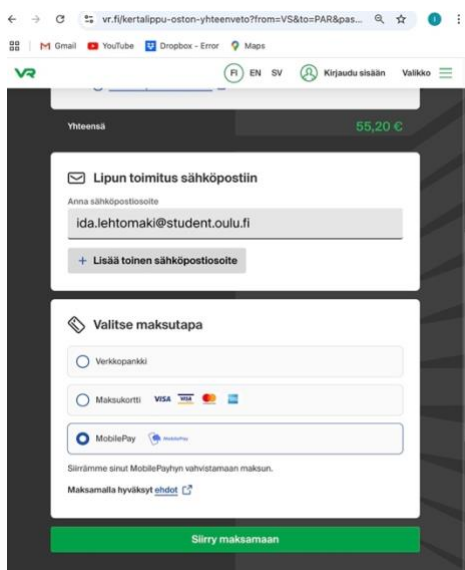 vr.fi/kertalippu-oston-yhteenveto?from=VS&to=PAR&pas...
Gmail YouTube Dropbox - Error Maps
VR FI EN SV Kirjaudu sisään Valikko
Yhteensä 55,20 €
Lipun toimitus sähköpostiin
Anna sähköpostiosoite
ida.lehtomaki@student.oulu.fi
+ Lisää toinen sähköpostiosoite
Valitse maksutapa
Verkkopankki
Maksukortti VISA VISA
MobilePay MobilePay
Siirrämme sinut MobilePayhyn vahvistamaan maksun.
Maksamalla hyväksyt ehdot
Siirry maksamaan